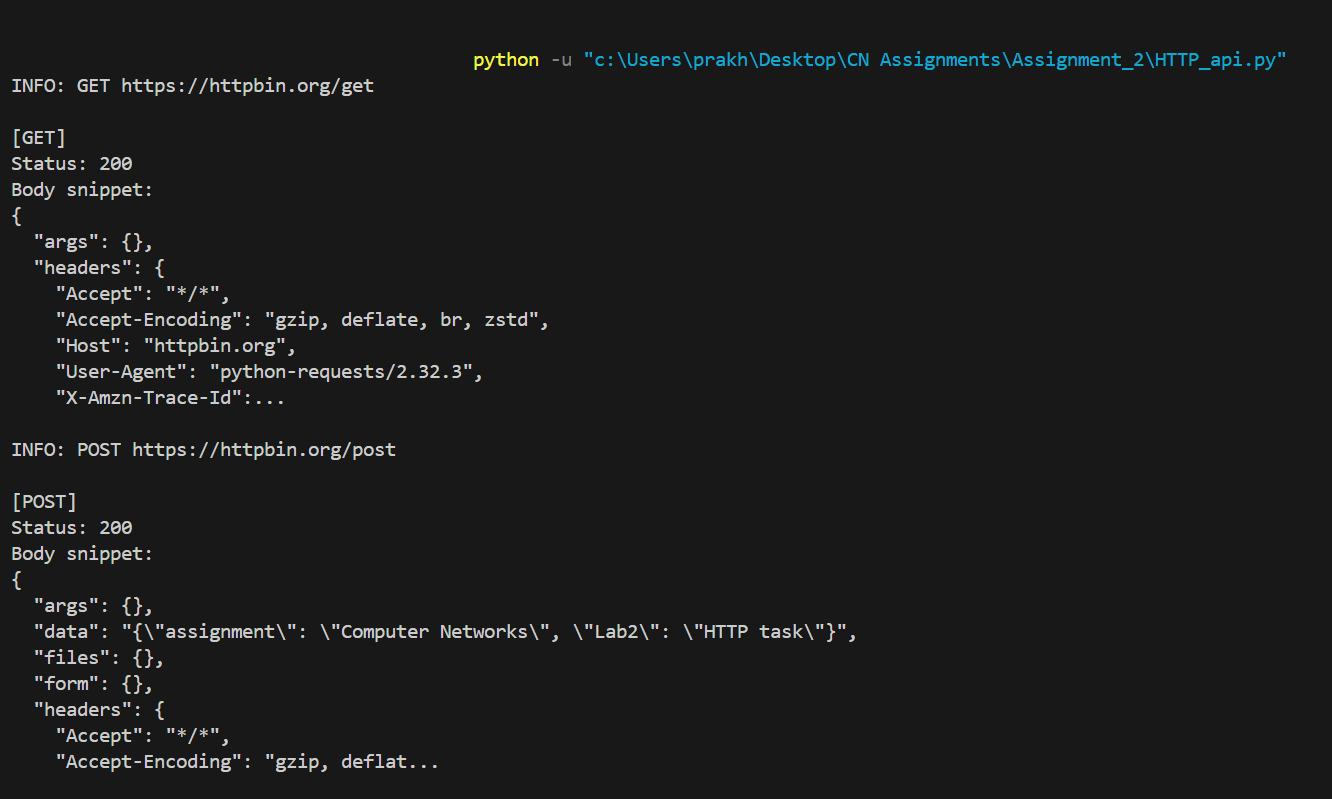 python -u "c:\Users\prakh\Desktop\CN Assignments\Assignment_2\HTTP_api.py"
INFO: GET https://httpbin.org/get

[GET]
Status: 200
Body snippet:
{
  "args": {},
  "headers": {
    "Accept": "*/*",
    "Accept-Encoding": "gzip, deflate, br, zstd",
    "Host": "httpbin.org",
    "User-Agent": "python-requests/2.32.3",
    "X-Amzn-Trace-Id":...

INFO: POST https://httpbin.org/post

[POST]
Status: 200
Body snippet:
{
  "args": {},
  "data": "{\"assignment\": \"Computer Networks\", \"Lab2\": \"HTTP task\"}",
  "files": {},
  "form": {},
  "headers": {
    "Accept": "*/*",
    "Accept-Encoding": "gzip, deflat...